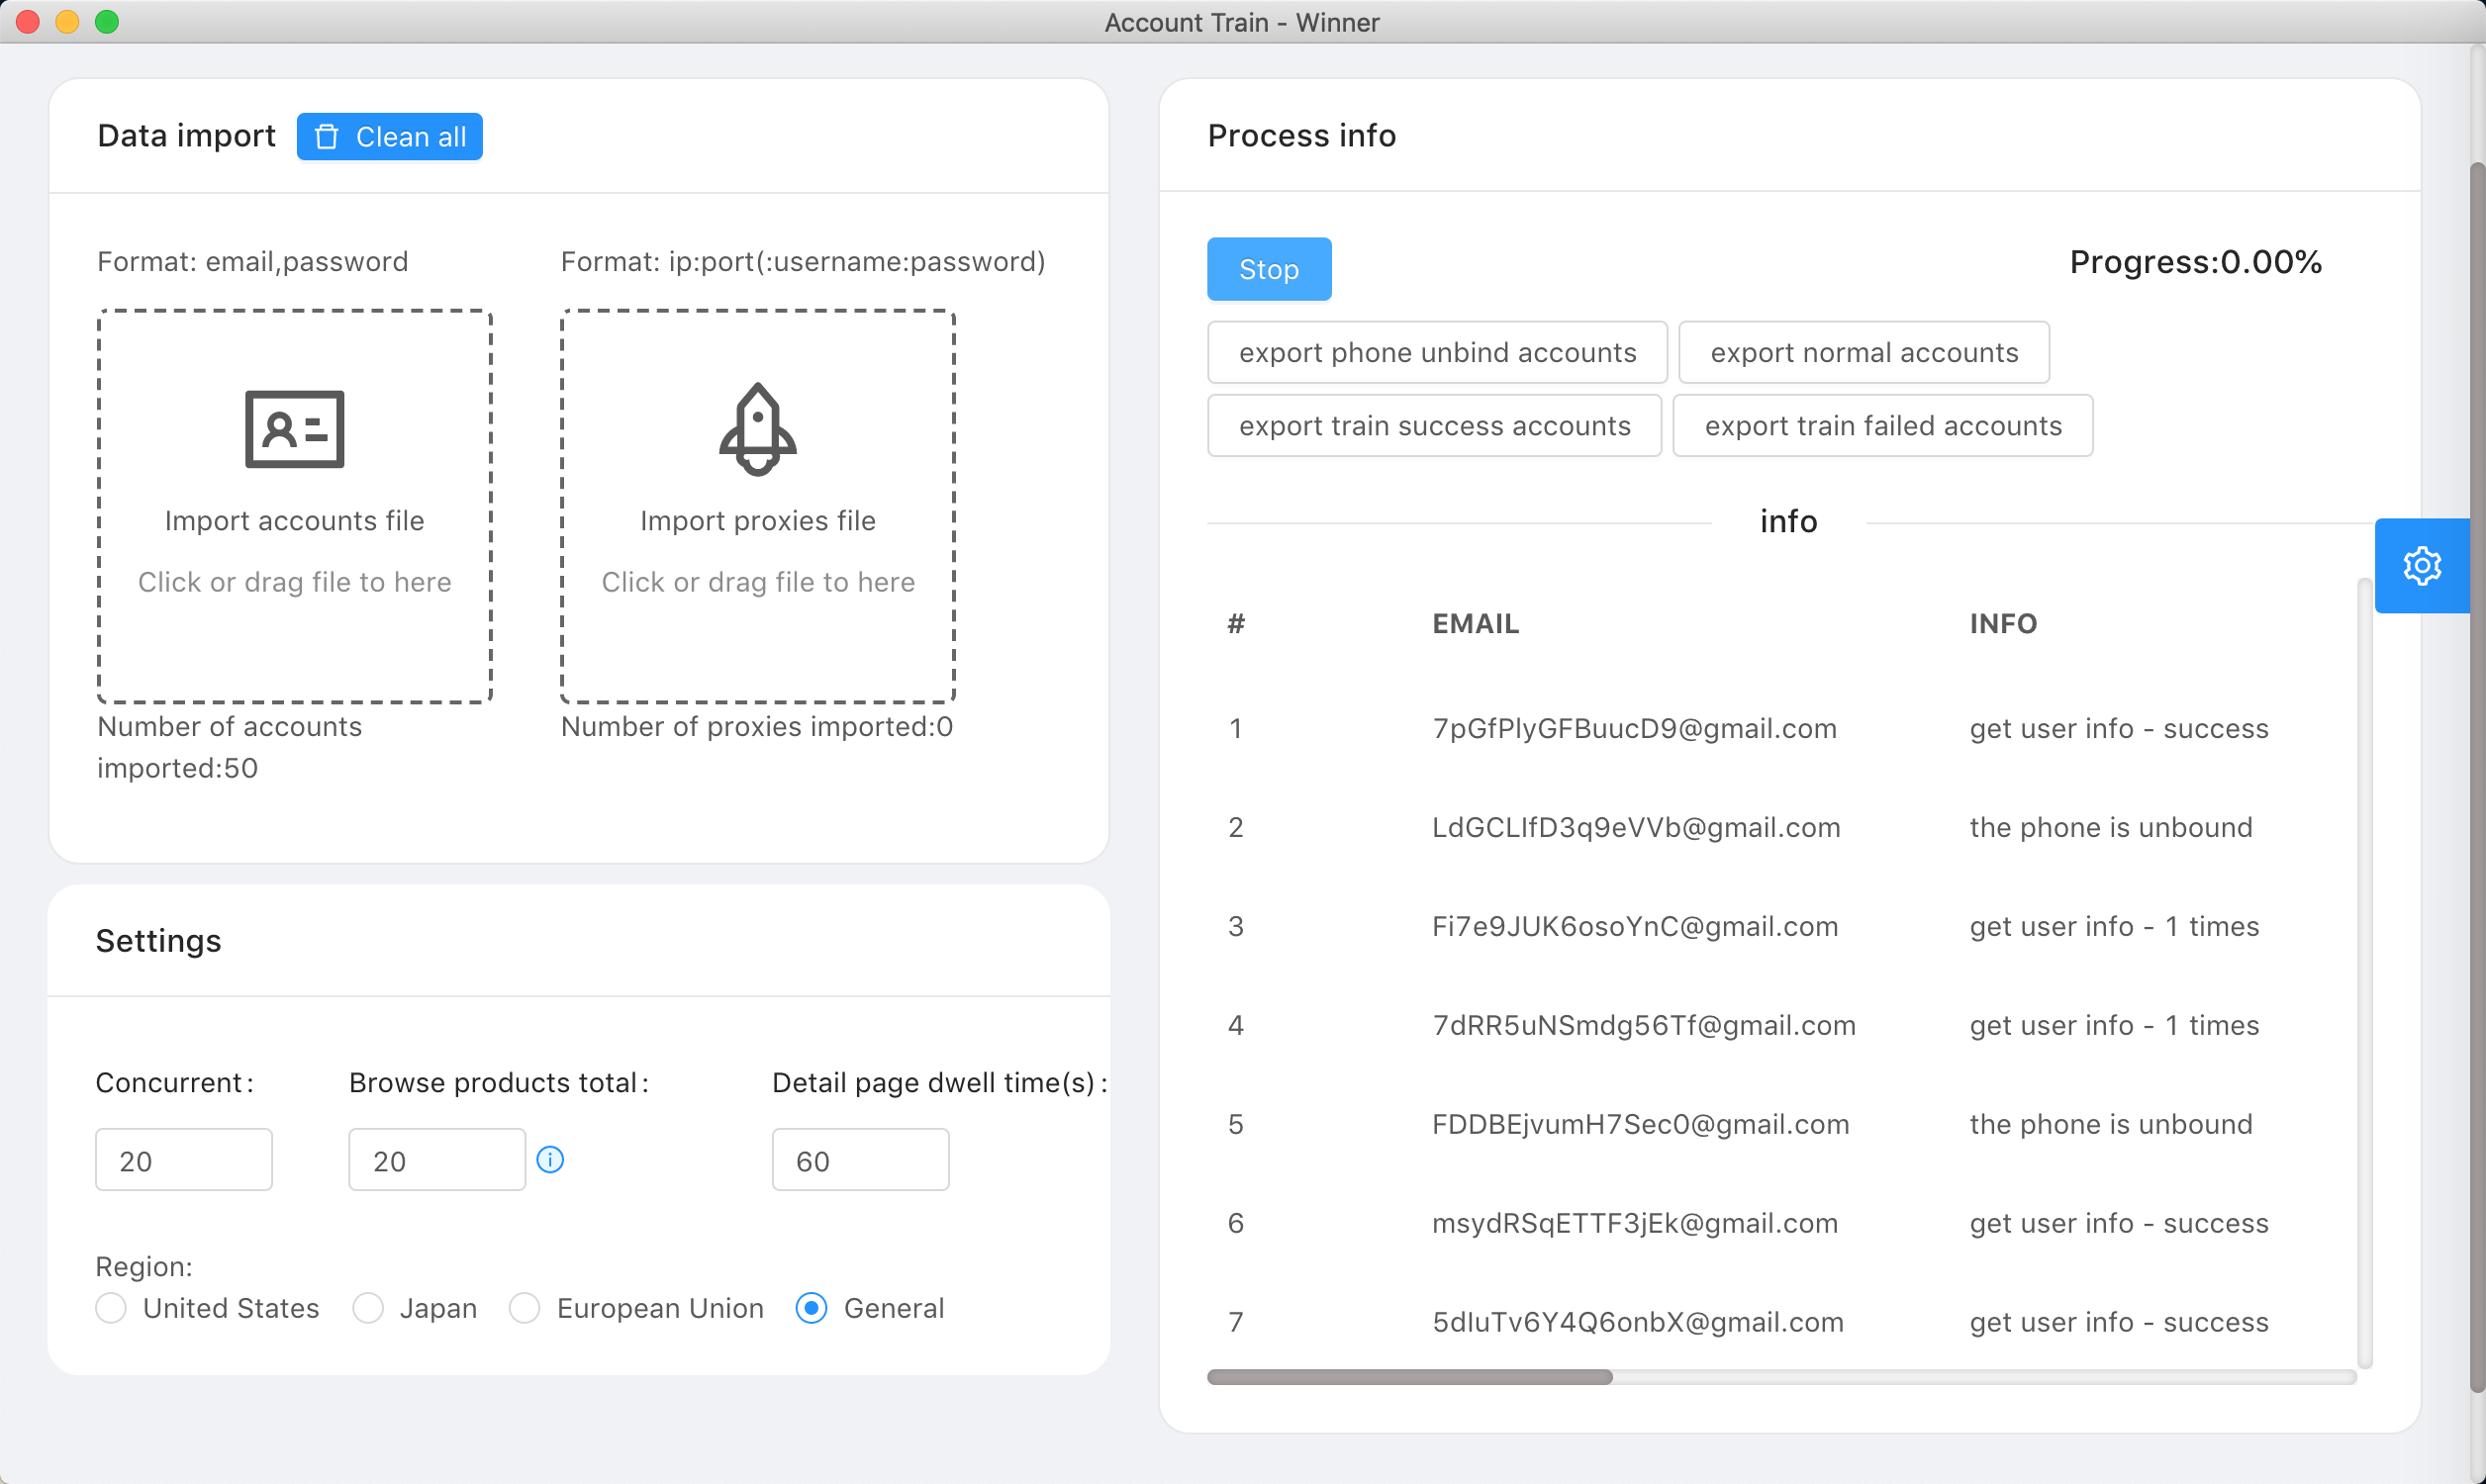 Account Train - Winner
Data import
Clean all
Format: email,password
Format: ip:port(:username:password)
Import accounts file
Click or drag file to here
Import proxies file
Click or drag file to here
Number of accounts
imported:50
Number of proxies imported:0
Settings
Concurrent:
Browse products total:
Detail page dwell time(s):
20
20
60
Region:
United States
Japan
European Union
General
Process info
Stop
Progress:0.00%
export phone unbind accounts
export normal accounts
export train success accounts
export train failed accounts
info
# EMAIL INFO
1 7pGfPlyGFBuucD9@gmail.com get user info - success
2 LdGCLlfD3q9eVVb@gmail.com the phone is unbound
3 Fi7e9JUK6osoYnC@gmail.com get user info - 1 times
4 7dRR5uNSmdg56Tf@gmail.com get user info - 1 times
5 FDDBEjvumH7Sec0@gmail.com the phone is unbound
6 msydRSqETTF3jEk@gmail.com get user info - success
7 5dluTv6Y4Q6onbX@gmail.com get user info - success